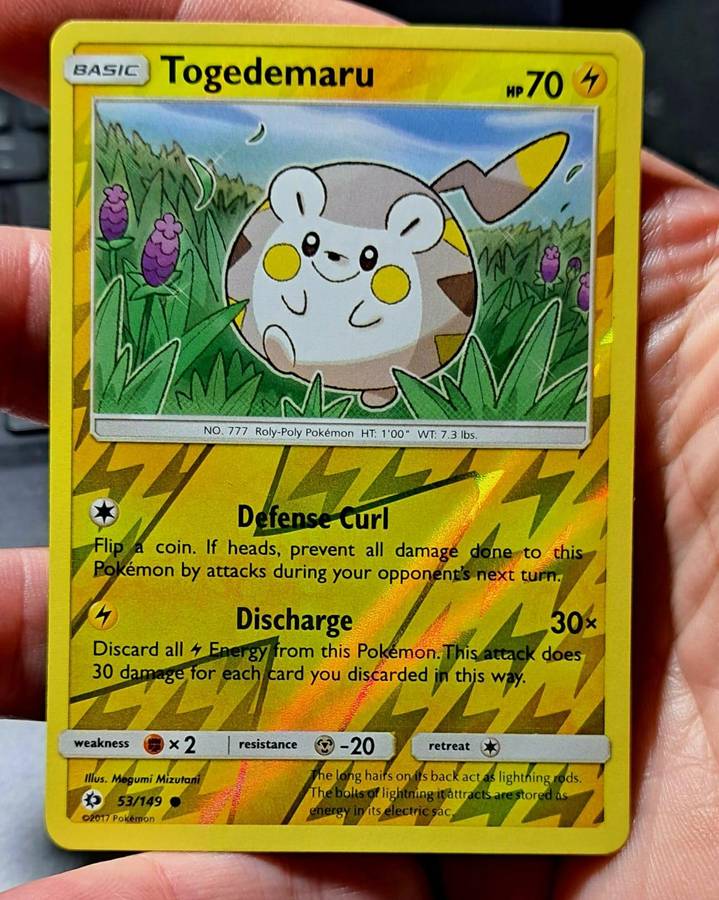 BASIC Togedemaru HP 70
NO. 777 Roly-Poly Pokémon HT: 1'00" WT: 7.3 lbs.
Defense Curl
Flip a coin. If heads, prevent all damage done to this
Pokémon by attacks during your opponent's next turn.
Discharge 30×
Discard all Energy from this Pokémon. This attack does
30 damage for each card you discarded in this way.
weakness ×2 resistance -20 retreat
Illus. Megumi Mizutani
53/149
©2017 Pokémon
The long hairs on its back act as lightning rods.
The bolts of lightning it attracts are stored as
energy in its electric sac.